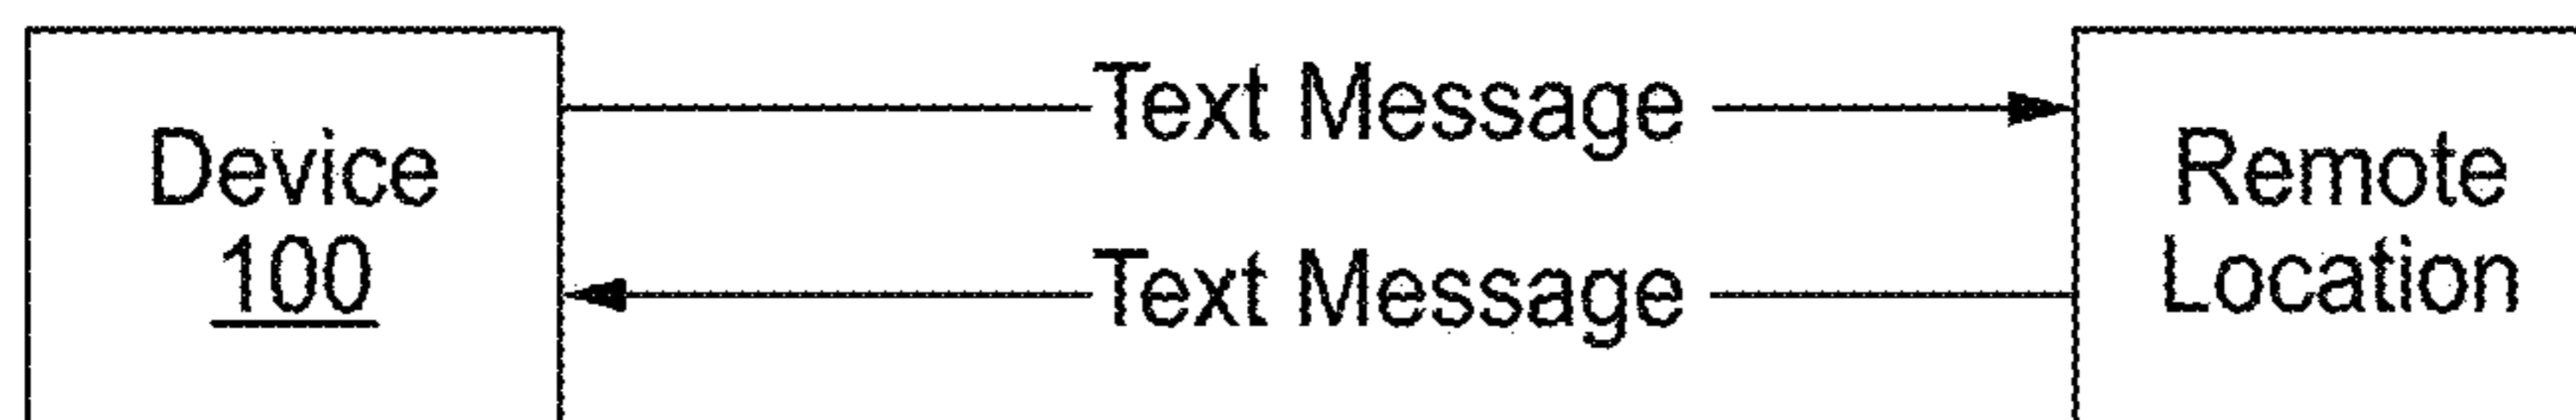 Device
100
Text Message
Text Message
Remote
Location